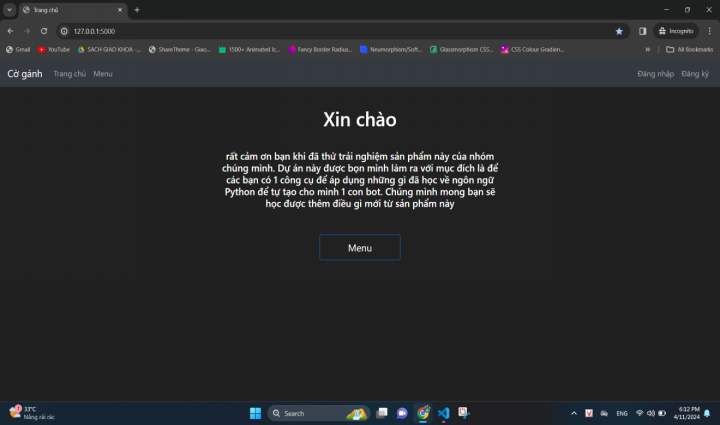 Trang chủ
127.0.0.1:5000
Incognito
Gmail
YouTube
SACH GIAO KHOA -...
ShareTheme - Giao...
1500+ Animated Ic...
Fancy Border Radius...
Neumorphism/Soft...
Glassmorphism CSS...
CSS Colour Gradien...
All Bookmarks
Cờ gánh
Trang chủ
Menu
Đăng nhập
Đăng ký
Xin chào
rất cảm ơn bạn khi đã thử trải nghiệm sản phẩm này của nhóm
chúng mình. Dự án này được bọn mình làm ra với mục đích là để
các bạn có 1 công cụ để áp dụng những gì đã học về ngôn ngữ
Python để tự tạo cho mình 1 con bot. Chúng mình mong bạn sẽ
học được thêm điều gì mới từ sản phẩm này
Menu
1
33°C
Nắng rải rác
Search
ENG
6:12 PM
4/11/2024